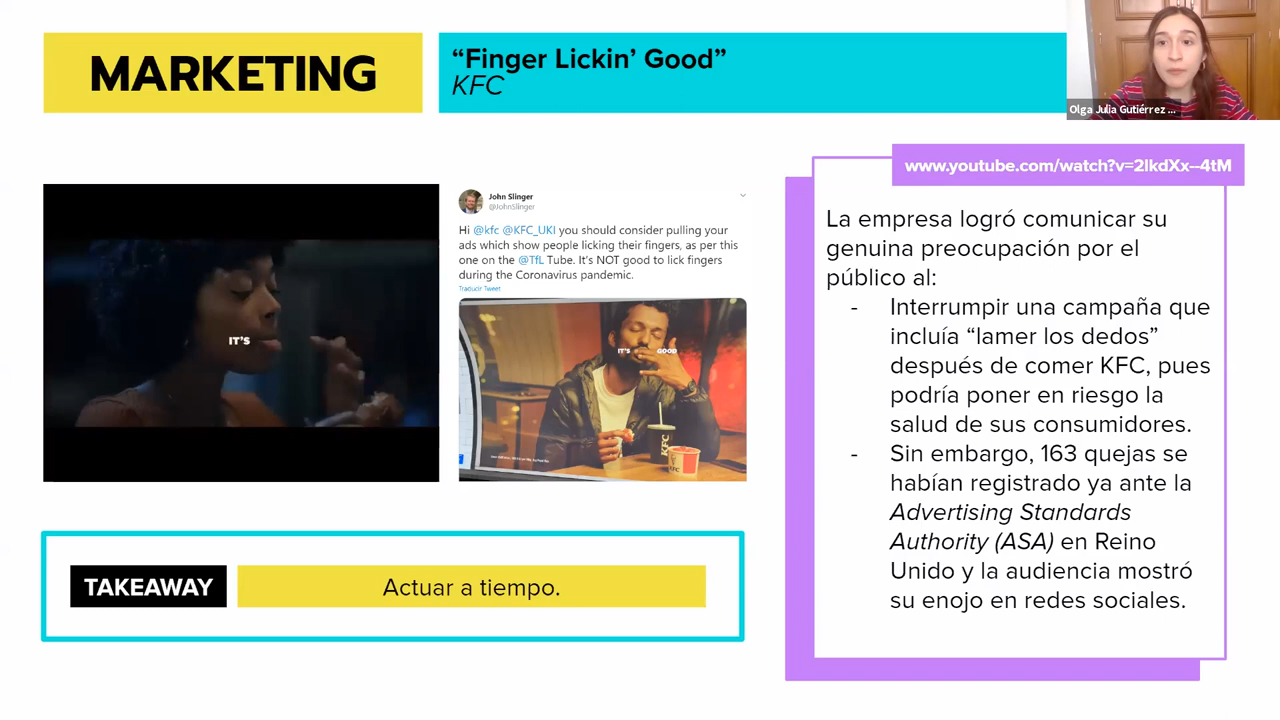 MARKETING
“Finger Lickin’ Good”
KFC
Olga Julia Gutiérrez ...
www.youtube.com/watch?v=2IkdXx--4tM
IT'S
John Slinger
@JohnSlinger
Hi @kfc @KFC_UKI you should consider pulling your
ads which show people licking their fingers, as per this
one on the @TfL Tube. It's NOT good to lick fingers
during the Coronavirus pandemic.
Traducir Tweet
IT'S GOOD
KFC
KFC
La empresa logró comunicar su
genuina preocupación por el
público al:
- Interrumpir una campaña que
incluía “lamer los dedos”
después de comer KFC, pues
podría poner en riesgo la
salud de sus consumidores.
- Sin embargo, 163 quejas se
habían registrado ya ante la
Advertising Standards
Authority (ASA) en Reino
Unido y la audiencia mostró
su enojo en redes sociales.
TAKEAWAY
Actuar a tiempo.